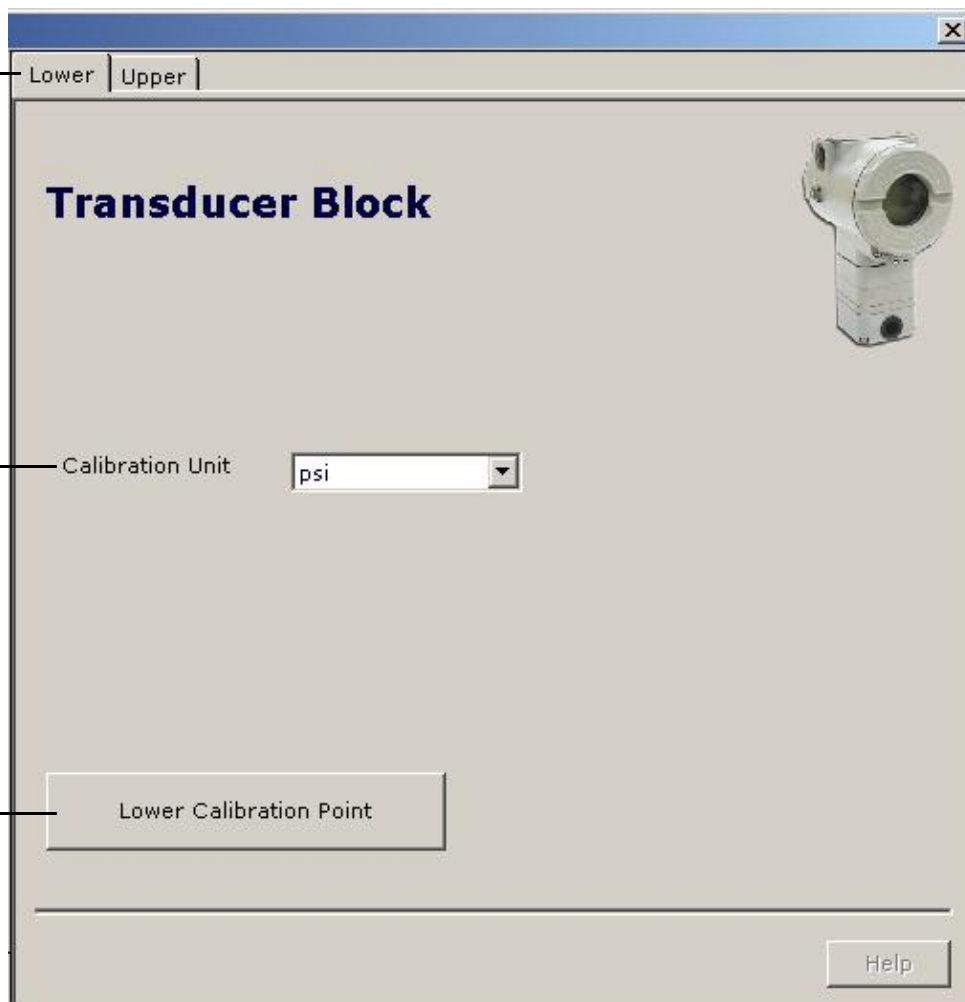 Lower Upper
Transducer Block
Calibration Unit psi
Lower Calibration Point
Help